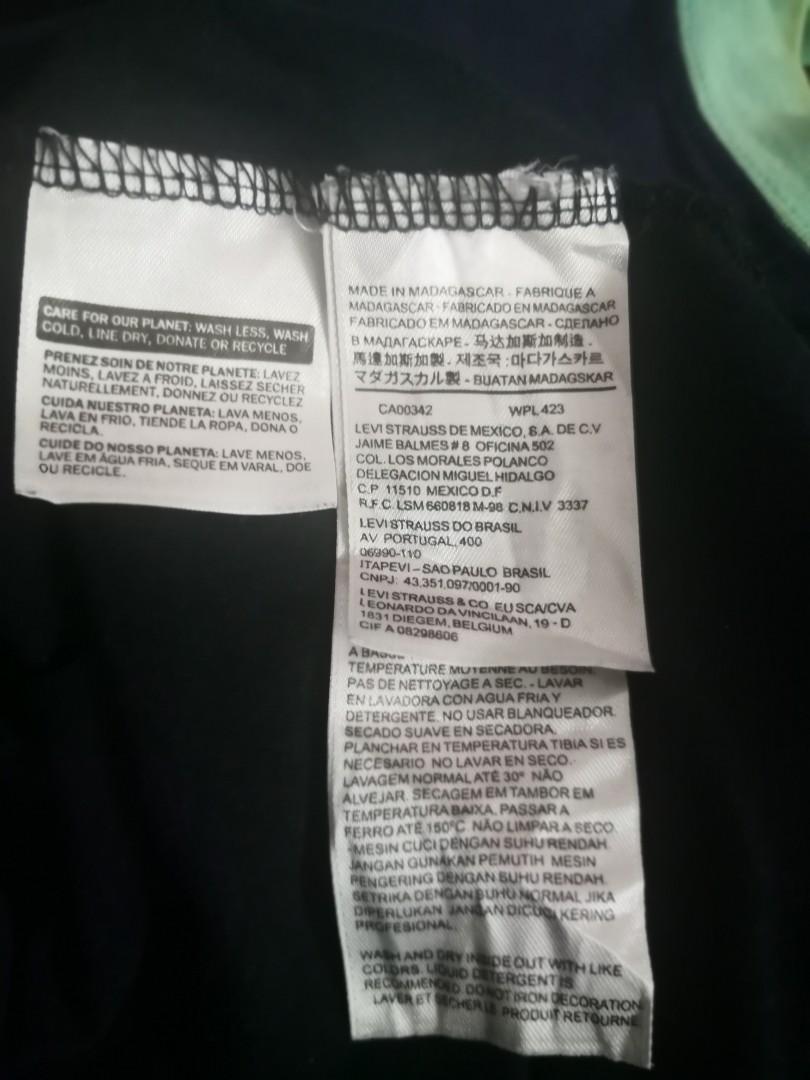 CARE FOR OUR PLANET: WASH LESS, WASH
COLD, LINE DRY, DONATE OR RECYCLE
PRENEZ SOIN DE NOTRE PLANETE: LAVEZ
MOINS, LAVEZ A FROID, LAISSEZ SECHER
NATURELLEMENT, DONNEZ OU RECYCLEZ
CUIDA NUESTRO PLANETA: LAVA MENOS,
LAVA EN FRIO, TIENDE LA ROPA, DONA O
RECICLA.
CUIDE DO NOSSO PLANETA: LAVE MENOS,
LAVE EM ÁGUA FRIA, SEQUE EM VARAL, DOE
OU RECICLE.
MADE IN MADAGASCAR - FABRIQUE A
MADAGASCAR - FABRICADO EN MADAGASCAR
FABRICADO EM MADAGASCAR - СДЕЛАНО
В МАДАГАСКАРЕ - 马达加斯加制造 -
馬達加斯加製 - 제조국 : 마다가스카르
マダガスカル製 - BUATAN MADAGSKAR
CA00342 WPL 423
LEVI STRAUSS DE MEXICO, S.A. DE C.V
JAIME BALMES # 8 OFICINA 502
COL. LOS MORALES POLANCO
DELEGACION MIGUEL HIDALGO
C.P 11510 MEXICO D.F
R.F.C. LSM 660818 M-98 C.N.I.V 3337
LEVI STRAUSS DO BRASIL
AV PORTUGAL, 400
06990-110
ITAPEVI – SAO PAULO BRASIL
CNPJ: 43,351,097/0001-90
LEVI STRAUSS & CO EU SCA/CVA
LEONARDO DA VINCILAAN, 19 - D
1831 DIEGEM, BELGIUM
CIF A 08298606
A
TEMPERATURE MOYENNE AU BESOIN.
PAS DE NETTOYAGE A SEC. - LAVAR
EN LAVADORA CON AGUA FRIA Y
DETERGENTE. NO USAR BLANQUEADOR.
SECADO SUAVE EN SECADORA.
PLANCHAR EN TEMPERATURA TIBIA SI ES
NECESARIO NO LAVAR EN SECO. -
LAVAGEM NORMAL ATÉ 30° NÃO
ALVEJAR. SECAGEM EM TAMBOR EM
TEMPERATURA BAIXA. PASSAR A
FERRO ATÉ 150°C NÃO LIMPAR A SECO.
-MESIN CUCI DENGAN SUHU RENDAH.
JANGAN GUNAKAN PEMUTIH MESIN
PENGERING DENGAN SUHU RENDAH.
SETRIKA DENGAN SUHU NORMAL JIKA
DIPERLUKAN JANGAN DICUCI KERING
PROFESIONAL.
WASH AND DRY INSIDE OUT WITH LIKE
COLORS. LIQUID DETERGENT IS
RECOMMENDED DO NOT IRON DECORATION
LAVER ET SECHER LE PRODUIT RETOURNE